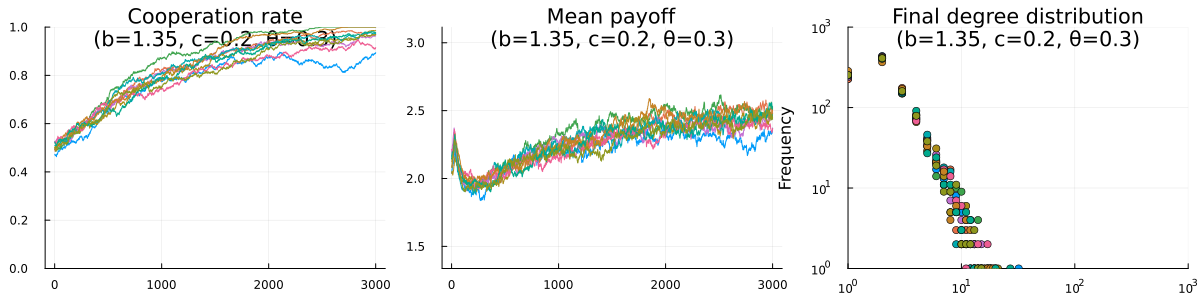 Cooperation rate
(b=1.35, c=0.2, θ=0.3)
1.0
0.8
0.6
0.4
0.2
0.0
0 1000 2000 3000
Mean payoff
(b=1.35, c=0.2, θ=0.3)
3.0
2.5
2.0
1.5
0 1000 2000 3000
Final degree distribution
(b=1.35, c=0.2, θ=0.3)
Frequency
10³
10²
10¹
10⁰
10⁰ 10¹ 10² 10³